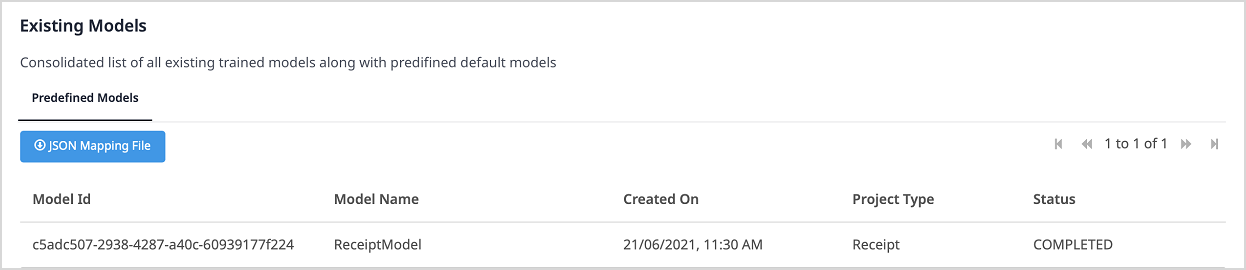 Existing Models
Consolidated list of all existing trained models along with predifined default models
Predefined Models
JSON Mapping File
1 to 1 of 1
Model Id Model Name Created On Project Type Status
c5adc507-2938-4287-a40c-60939177f224 ReceiptModel 21/06/2021, 11:30 AM Receipt COMPLETED